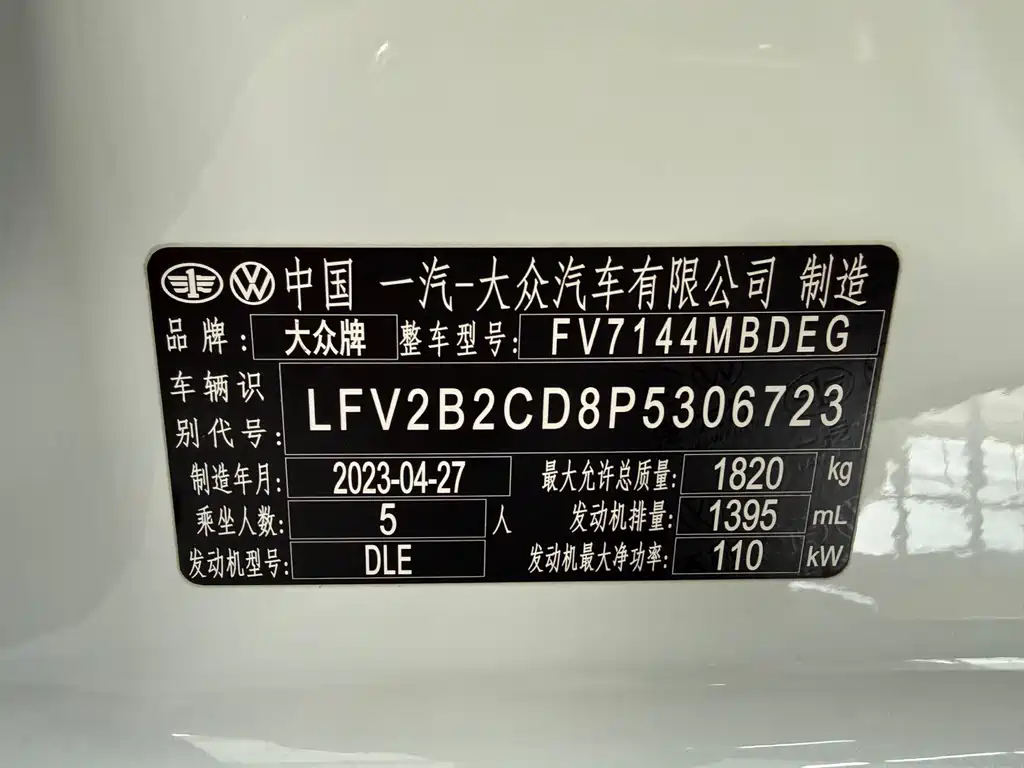 中国 一汽-大众汽车有限公司 制造
品牌: 大众牌 整车型号: FV7144MBDEG
车辆识别代号: LFV2B2CD8P5306723
制造年月: 2023-04-27 最大允许总质量: 1820 kg
乘坐人数: 5 人 发动机排量: 1395 mL
发动机型号: DLE 发动机最大净功率: 110 kW